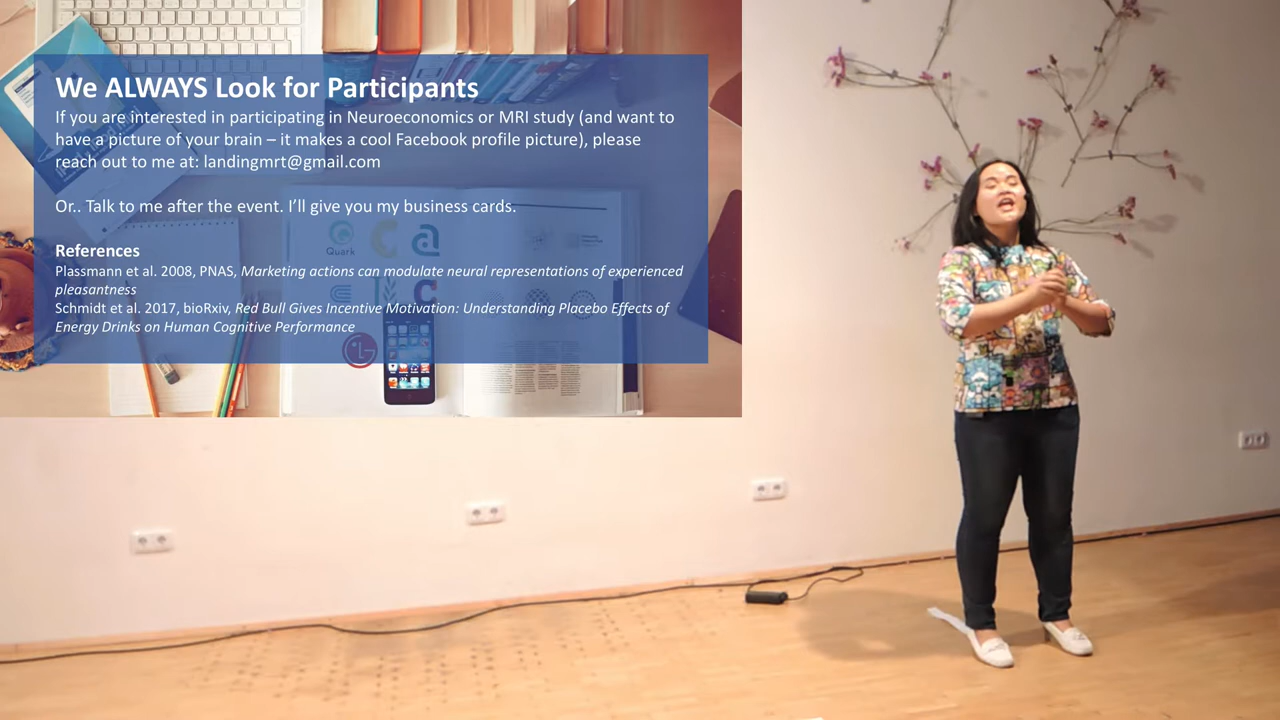 We ALWAYS Look for Participants
If you are interested in participating in Neuroeconomics or MRI study (and want to
have a picture of your brain – it makes a cool Facebook profile picture), please
reach out to me at: landingmrt@gmail.com
Or.. Talk to me after the event. I’ll give you my business cards.
References
Plassmann et al. 2008, PNAS, Marketing actions can modulate neural representations of experienced
pleasantness
Schmidt et al. 2017, bioRxiv, Red Bull Gives Incentive Motivation: Understanding Placebo Effects of
Energy Drinks on Human Cognitive Performance
Quark
LG